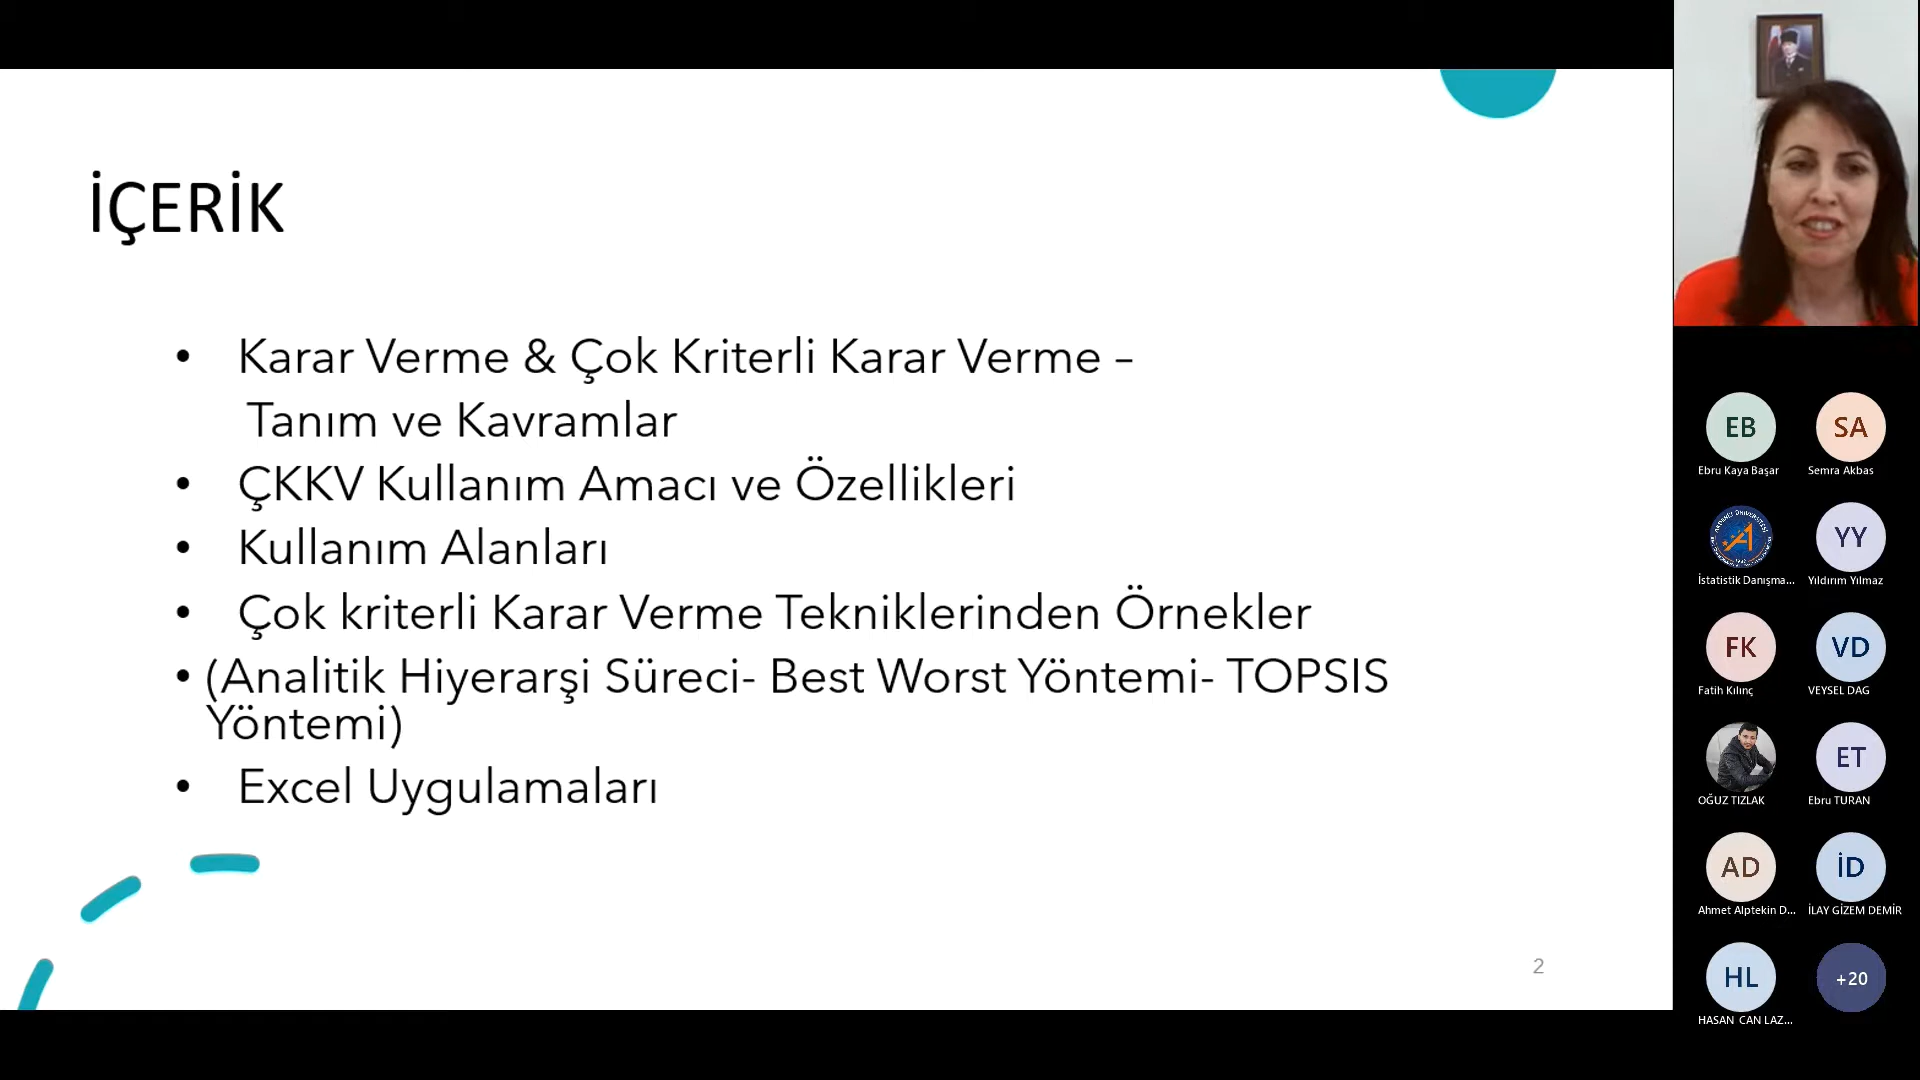 İÇERİK
• Karar Verme & Çok Kriterli Karar Verme –
Tanım ve Kavramlar
• ÇKKV Kullanım Amacı ve Özellikleri
• Kullanım Alanları
• Çok kriterli Karar Verme Tekniklerinden Örnekler
• (Analitik Hiyerarşi Süreci- Best Worst Yöntemi- TOPSIS
Yöntemi)
• Excel Uygulamaları
2
EB
Ebru Kaya Başar
SA
Semra Akbas
İstatistik Danışma...
YY
Yıldırım Yılmaz
FK
Fatih Kılınç
VD
VEYSEL DAG
OĞUZ TIZLAK
ET
Ebru TURAN
AD
Ahmet Alptekin D...
İD
İLAY GİZEM DEMİR
HL
HASAN CAN LAZ...
+20